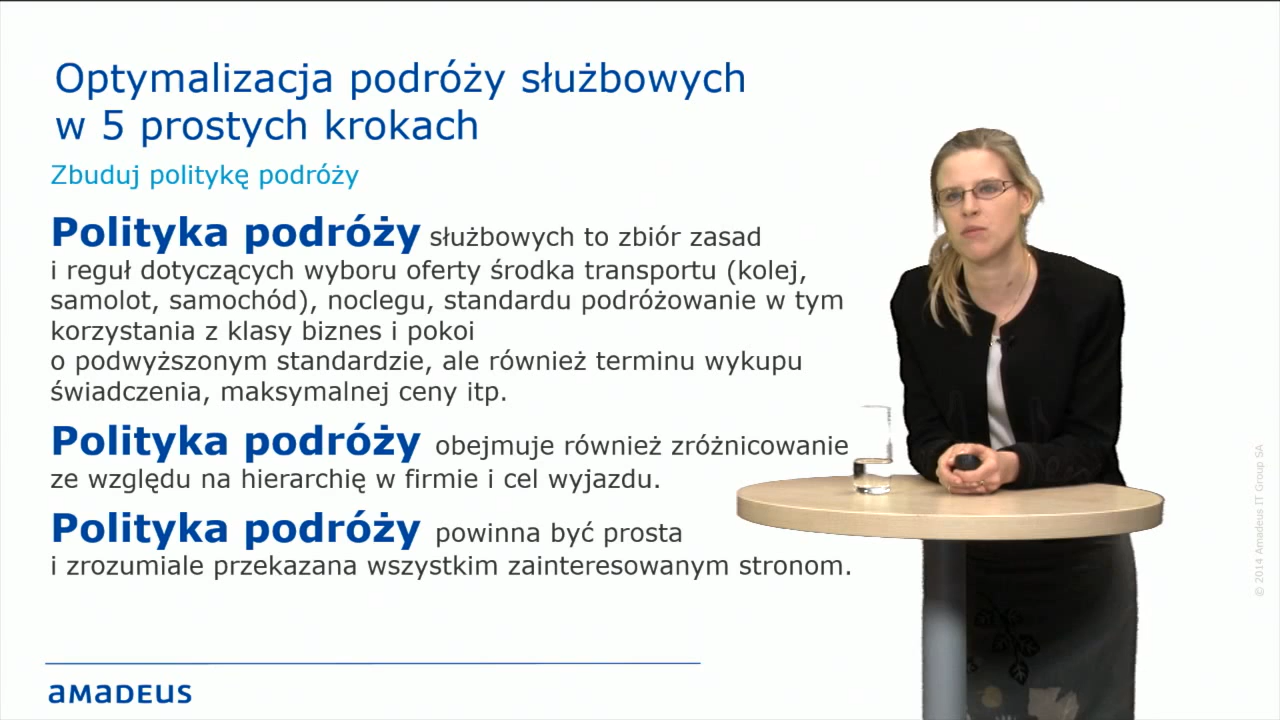 Optymalizacja podróży służbowych
w 5 prostych krokach
Zbuduj politykę podróży
Polityka podróży służbowych to zbiór zasad
i reguł dotyczących wyboru oferty środka transportu (kolej,
samolot, samochód), noclegu, standardu podróżowanie w tym
korzystania z klasy biznes i pokoi
o podwyższonym standardzie, ale również terminu wykupu
świadczenia, maksymalnej ceny itp.
Polityka podróży obejmuje również zróżnicowanie
ze względu na hierarchię w firmie i cel wyjazdu.
Polityka podróży powinna być prosta
i zrozumiale przekazana wszystkim zainteresowanym stronom.
aMaDEUS
© 2014 Amadeus IT Group SA